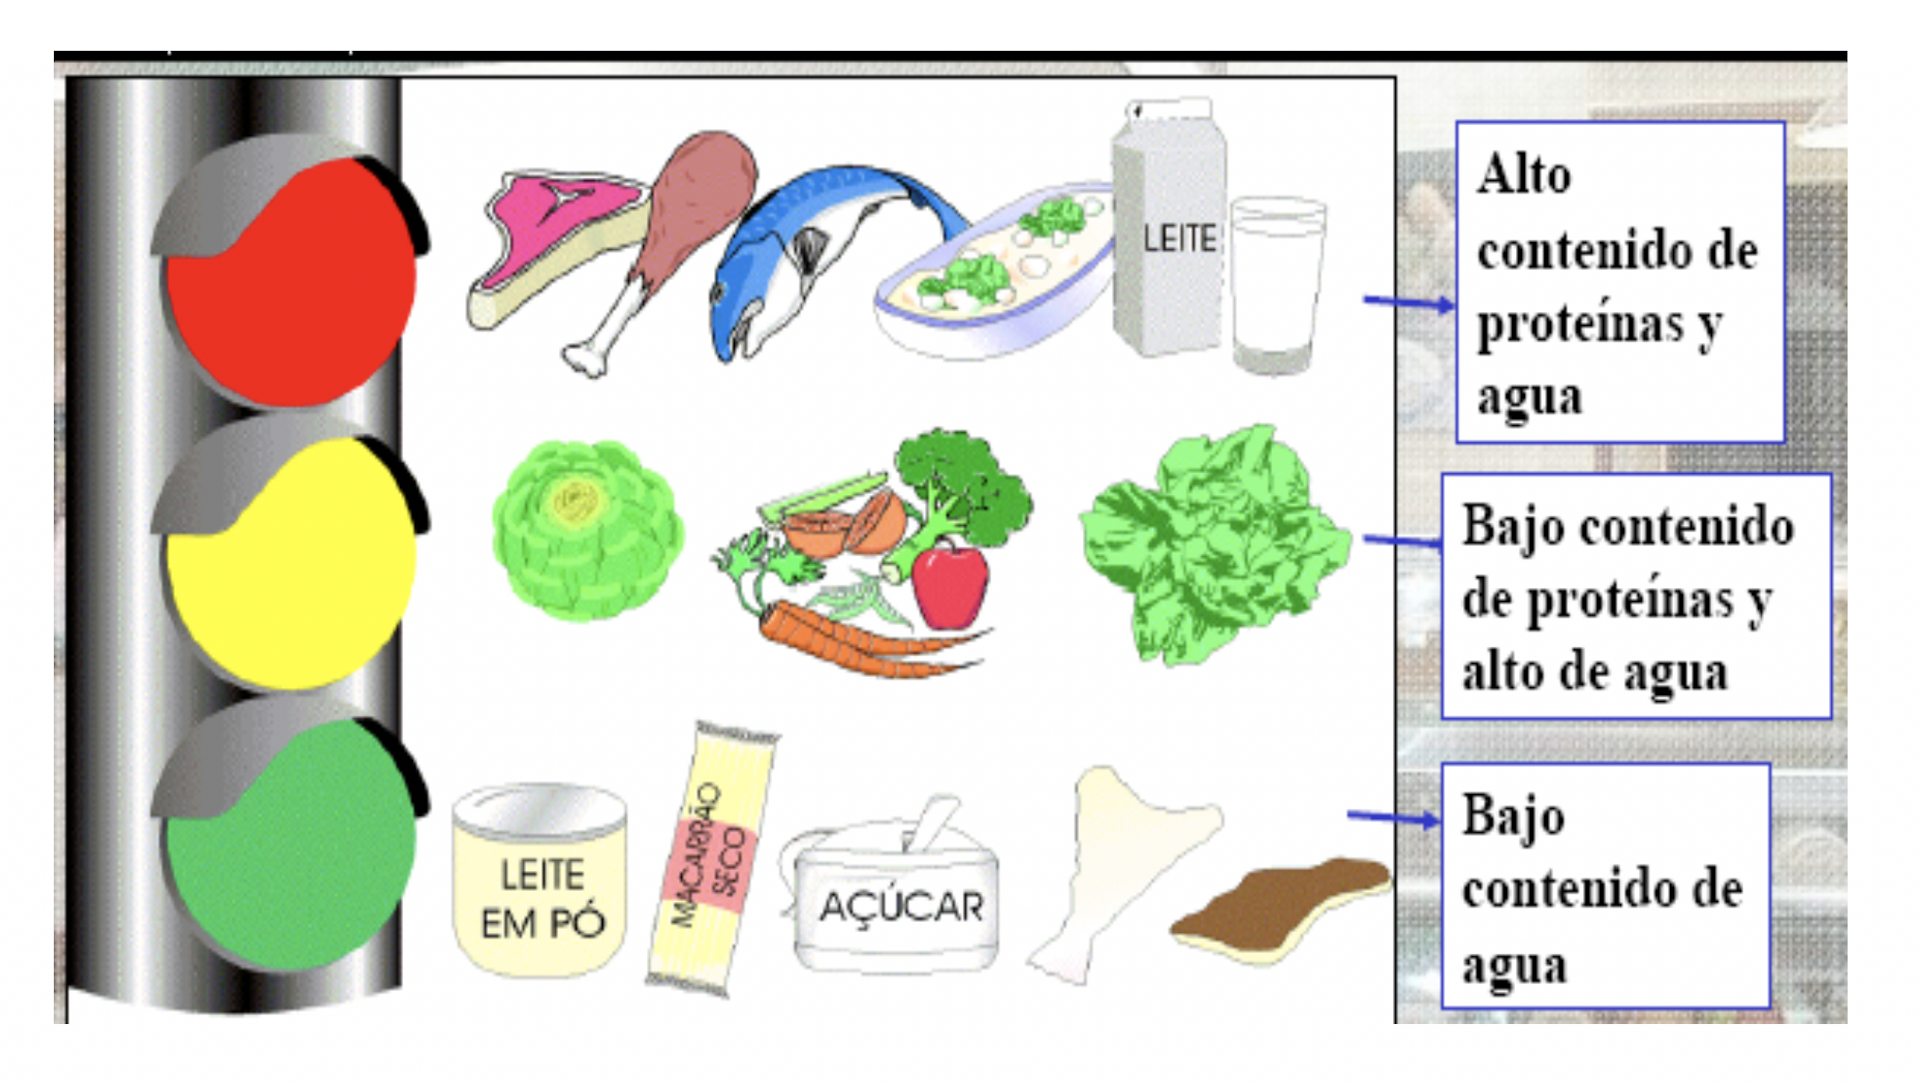 LEITE
Alto
contenido de
proteínas y
agua
Bajo contenido
de proteínas y
alto de agua
LEITE
EM PÓ
MACARRÃO
SECO
AÇÚCAR
Bajo
contenido de
agua